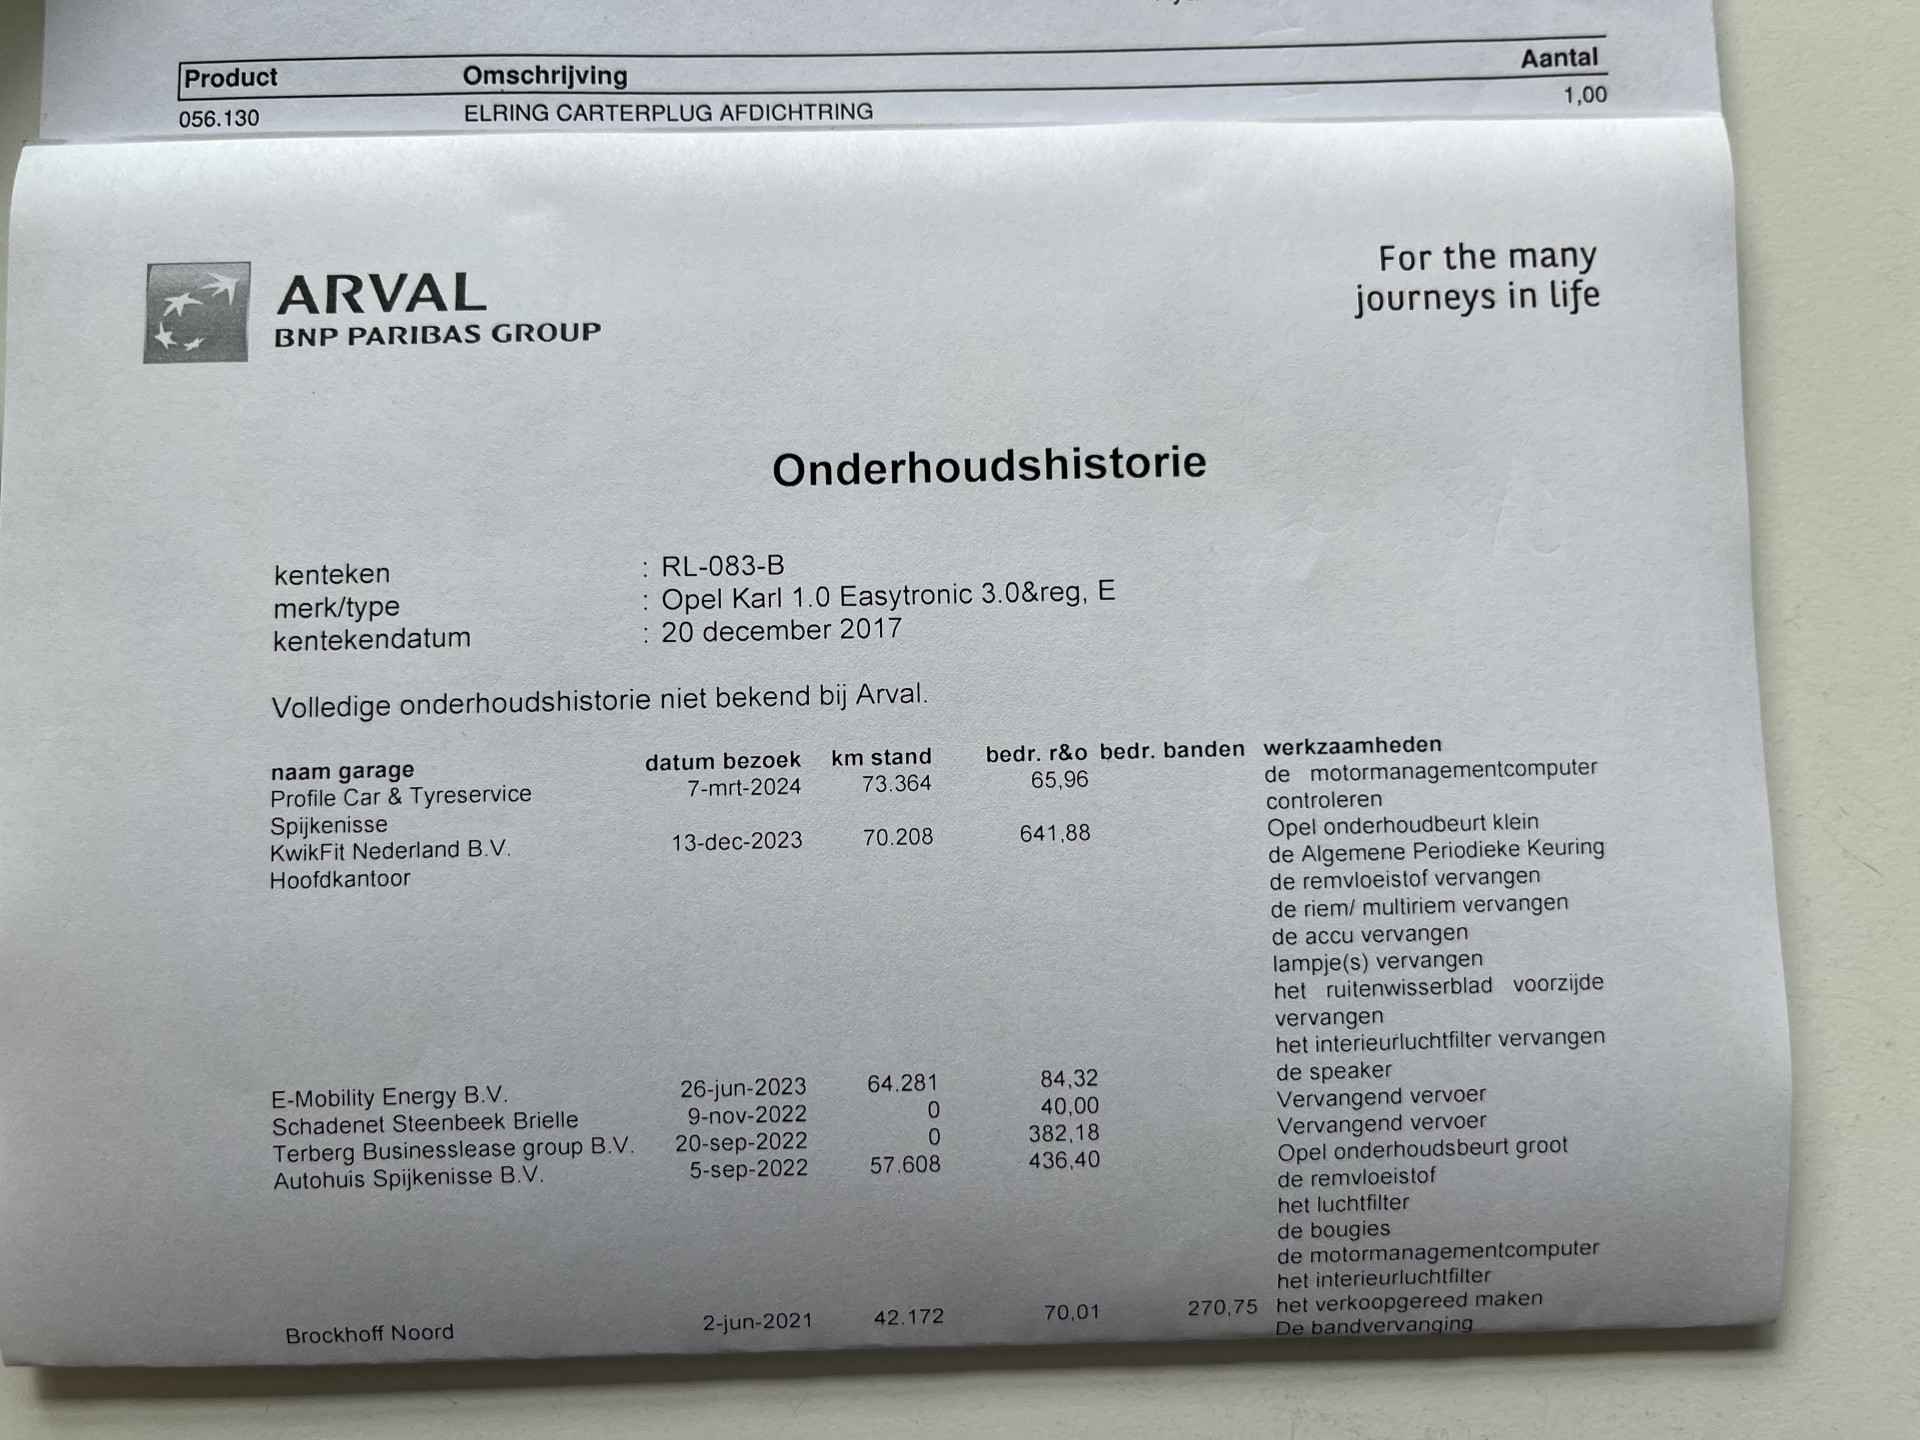 Product Omschrijving Aantal
056.130 ELRING CARTERPLUG AFDICHTRING 1,00
ARVAL
BNP PARIBAS GROUP
For the many
journeys in life
Onderhoudshistorie
kenteken : RL-083-B
merk/type : Opel Karl 1.0 Easytronic 3.0&reg, E
kentekendatum : 20 december 2017
Volledige onderhoudshistorie niet bekend bij Arval.
naam garage datum bezoek km stand bedr. r&o bedr. banden werkzaamheden
Profile Car & Tyreservice 7-mrt-2024 73.364 65,96 de motormanagementcomputer
Spijkenisse controleren
KwikFit Nederland B.V. 13-dec-2023 70.208 641,88 Opel onderhoudbeurt klein
Hoofdkantoor de Algemene Periodieke Keuring
de remvloeistof vervangen
de riem/ multiriem vervangen
de accu vervangen
lampje(s) vervangen
het ruitenwisserblad voorzijde
vervangen
het interieurluchtfilter vervangen
E-Mobility Energy B.V. 26-jun-2023 64.281 84,32 de speaker
Schadenet Steenbeek Brielle 9-nov-2022 0 40,00 Vervangend vervoer
Terberg Businesslease group B.V. 20-sep-2022 0 382,18 Vervangend vervoer
Autohuis Spijkenisse B.V. 5-sep-2022 57.608 436,40 Opel onderhoudsbeurt groot
de remvloeistof
het luchtfilter
de bougies
de motormanagementcomputer
het interieurluchtfilter
het verkoopgereed maken
Brockhoff Noord 2-jun-2021 42.172 70,01 270,75 De bandvervanging